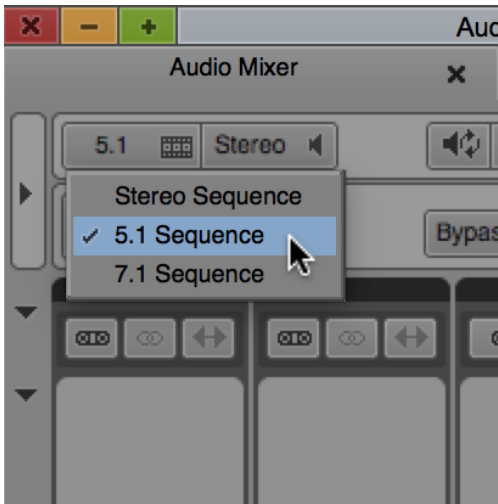 Aud
Audio Mixer
5.1 Stereo
Stereo Sequence
✓ 5.1 Sequence
7.1 Sequence
Bypas